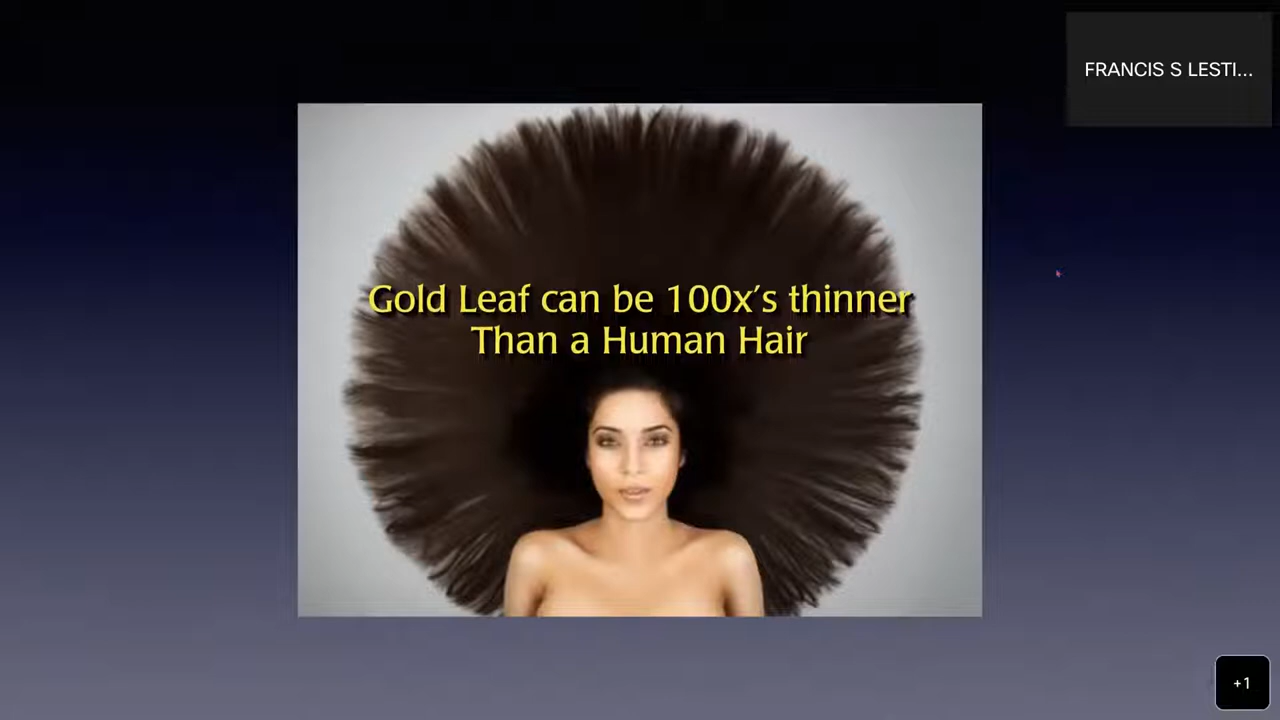 FRANCIS S LESTI...
Gold Leaf can be 100x's thinner
Than a Human Hair
+1